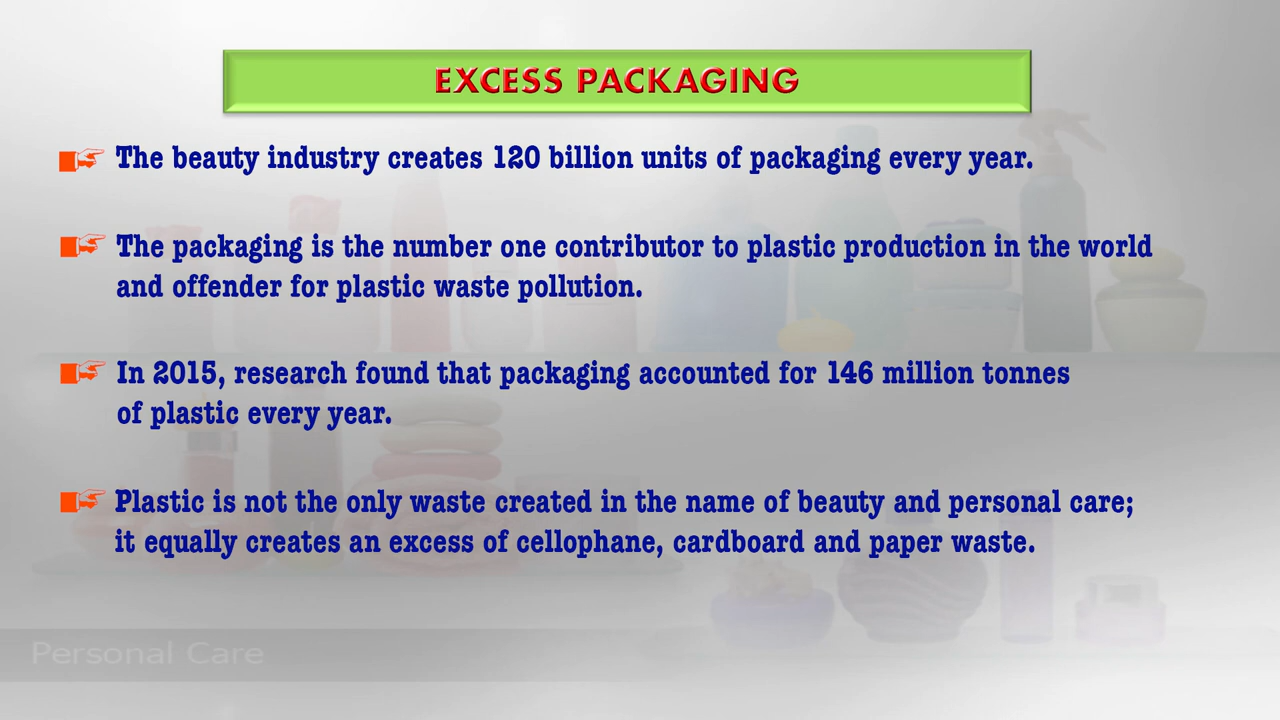 EXCESS PACKAGING
The beauty industry creates 120 billion units of packaging every year.
The packaging is the number one contributor to plastic production in the world
and offender for plastic waste pollution.
In 2015, research found that packaging accounted for 146 million tonnes
of plastic every year.
Plastic is not the only waste created in the name of beauty and personal care;
it equally creates an excess of cellophane, cardboard and paper waste.
Personal Care